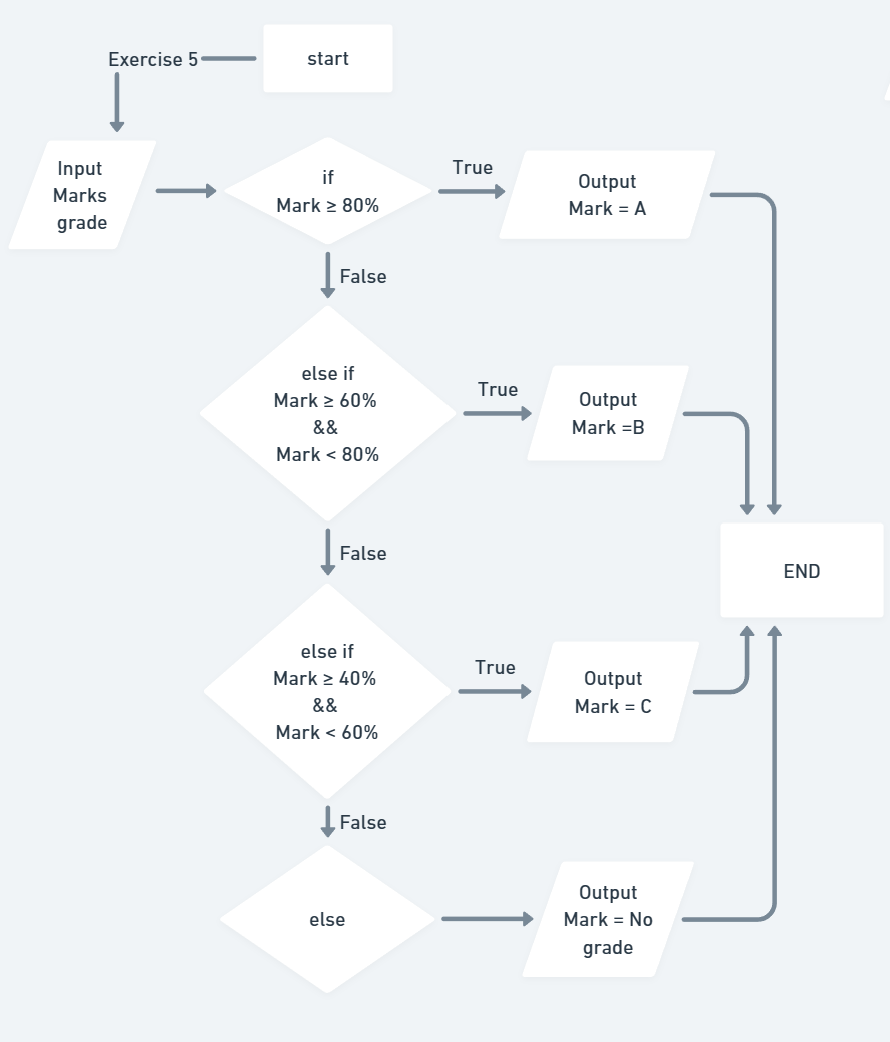 Exercise 5
start
Input
Marks
grade
if
Mark ≥ 80%
True
Output
Mark = A
False
else if
Mark ≥ 60%
&&
Mark < 80%
True
Output
Mark =B
False
END
else if
Mark ≥ 40%
&&
Mark < 60%
True
Output
Mark = C
False
else
Output
Mark = No
grade